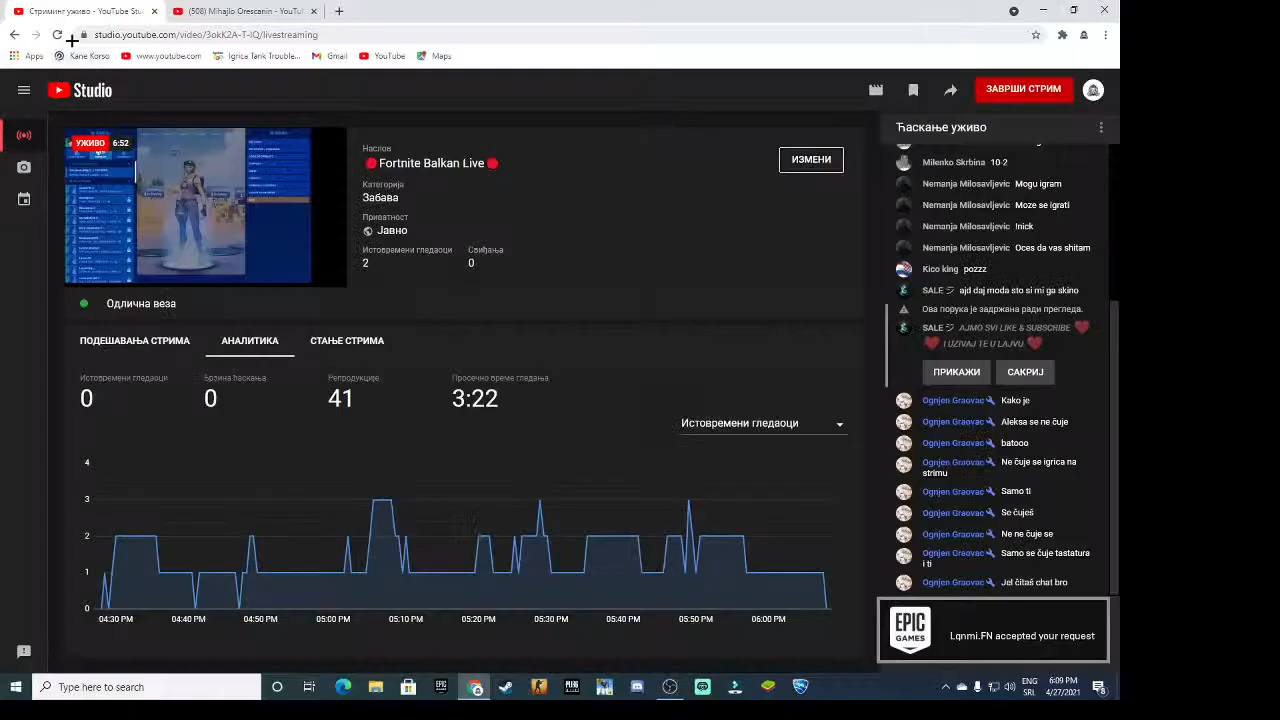 Стриминг уживо - YouTube Stu
(508) Mihajlo Orescanin - YouTu
studio.youtube.com/video/3okK2A-T-iQ/livestreaming
Apps
Kane Korso
www.youtube.com
Igrica Tank Trouble...
Gmail
YouTube
Maps
Studio
ЗАВРШИ СТРИМ
УЖИВО 6:52
Наслов
Fortnite Balkan Live
ИЗМЕНИ
Категорија
Забава
Приватност
Јавно
Истовремени гледаоци
2
Свиђања
0
Одлична веза
ПОДЕШАВАЊА СТРИМА
АНАЛИТИКА
СТАЊЕ СТРИМА
Истовремени гледаоци
0
Брзина ћаскања
0
Репродукције
41
Просечно време гледања
3:22
Истовремени гледаоци
4
3
2
1
0
04:30 PM
04:40 PM
04:50 PM
05:00 PM
05:10 PM
05:20 PM
05:30 PM
05:40 PM
05:50 PM
06:00 PM
Ћаскање уживо
Milenko Skrbina 10-2
Nemanja Milosavljevic Mogu igram
Nemanja Milosavljevic Moze se igrati
Nemanja Milosavljevic !nick
Nemanja Milosavljevic Oces da vas shitam
Kico king pozzz
SALE ジ ajd daj moda sto si mi ga skino
Ова порука је задржана ради прегледа.
SALE ジ AJMO SVI LIKE & SUBSCRIBE
I UZIVAJ TE U LAJVU
ПРИКАЖИ
САКРИЈ
Ognjen Graovac Kako je
Ognjen Graovac Aleksa se ne čuje
Ognjen Graovac batooo
Ognjen Graovac Ne čuje se igrica na
strimu
Ognjen Graovac Samo ti
Ognjen Graovac Se čuješ
Ognjen Graovac Ne ne čuje se
Ognjen Graovac Samo se čuje tastatura
i ti
Ognjen Graovac Jel čitaš chat bro
EPIC
GAMES
Lgnmi.FN accepted your request
Type here to search
ENG
SRL
6:09 PM
4/27/2021
8